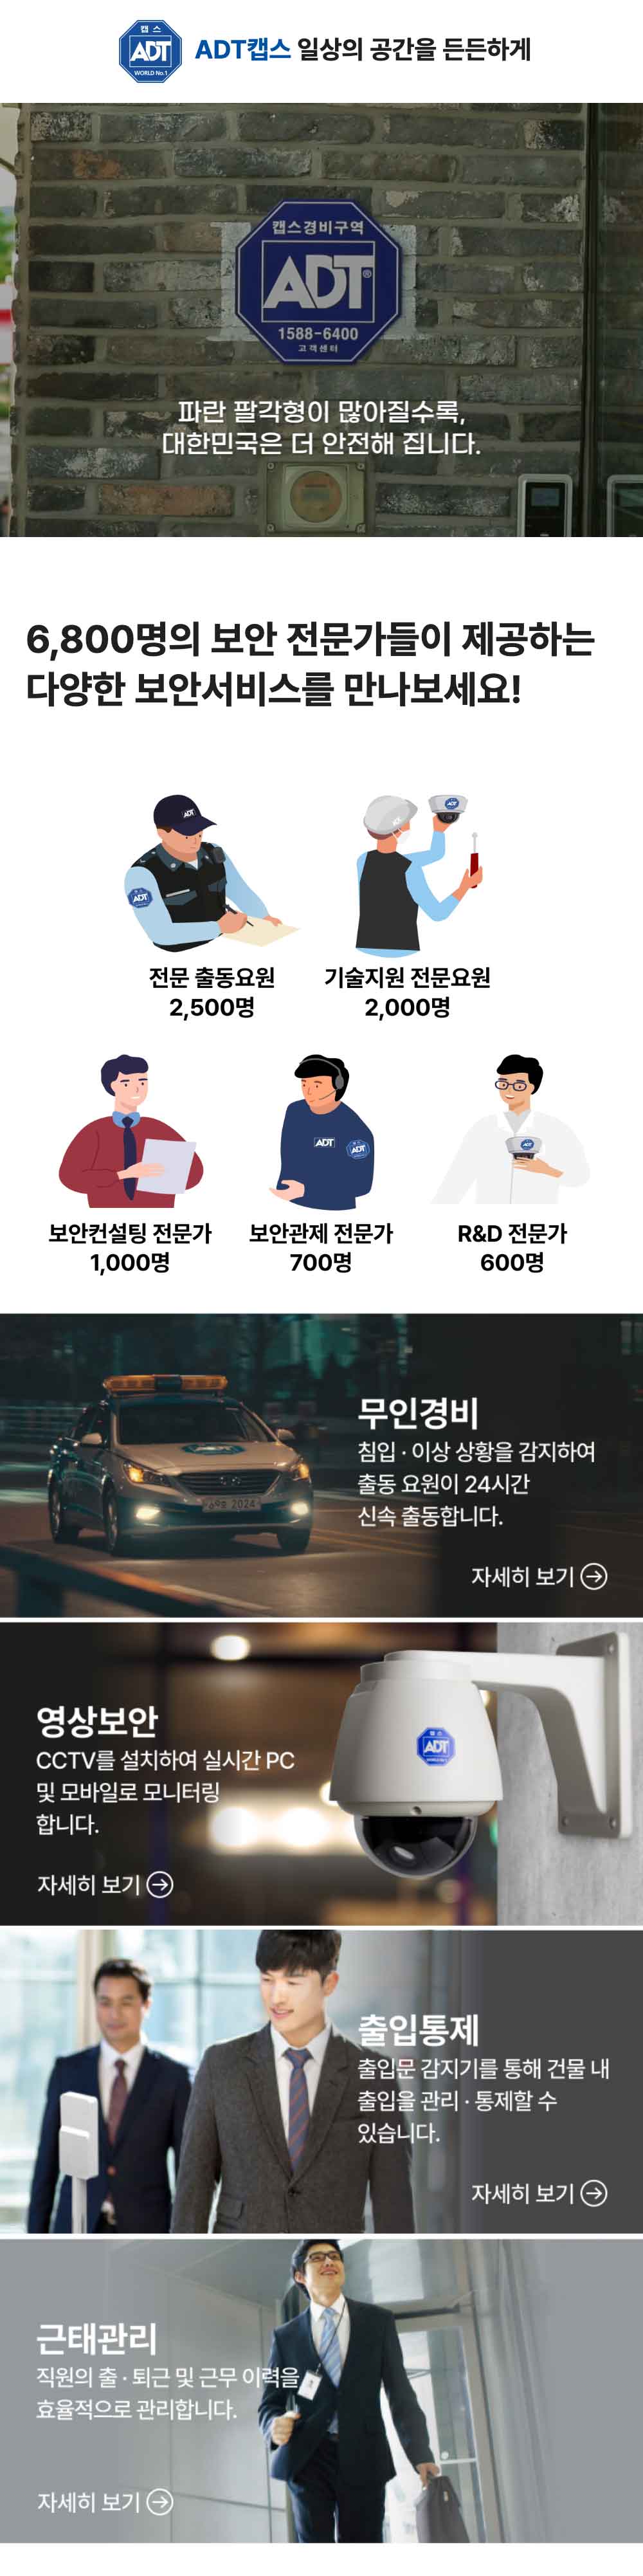 캡스
ADT
WORLD No.1
ADT캡스 일상의 공간을 든든하게
캡스경비구역
ADT®
1588-6400
고객센터
파란 팔각형이 많아질수록,
대한민국은 더 안전해 집니다.
6,800명의 보안 전문가들이 제공하는
다양한 보안서비스를 만나보세요!
ADT
ADT
ADT
전문 출동요원
2,500명
기술지원 전문요원
2,000명
ADT
ADT
ADT
보안컨설팅 전문가
1,000명
보안관제 전문가
700명
R&D 전문가
600명
무인경비
침입 · 이상 상황을 감지하여
출동 요원이 24시간
신속 출동합니다.
2024
자세히 보기
영상보안
CCTV를 설치하여 실시간 PC
및 모바일로 모니터링
합니다.
캡스
ADT
자세히 보기
출입통제
출입문 감지기를 통해 건물 내
출입을 관리 · 통제할 수
있습니다.
자세히 보기
근태관리
직원의 출 · 퇴근 및 근무 이력을
효율적으로 관리합니다.
자세히 보기